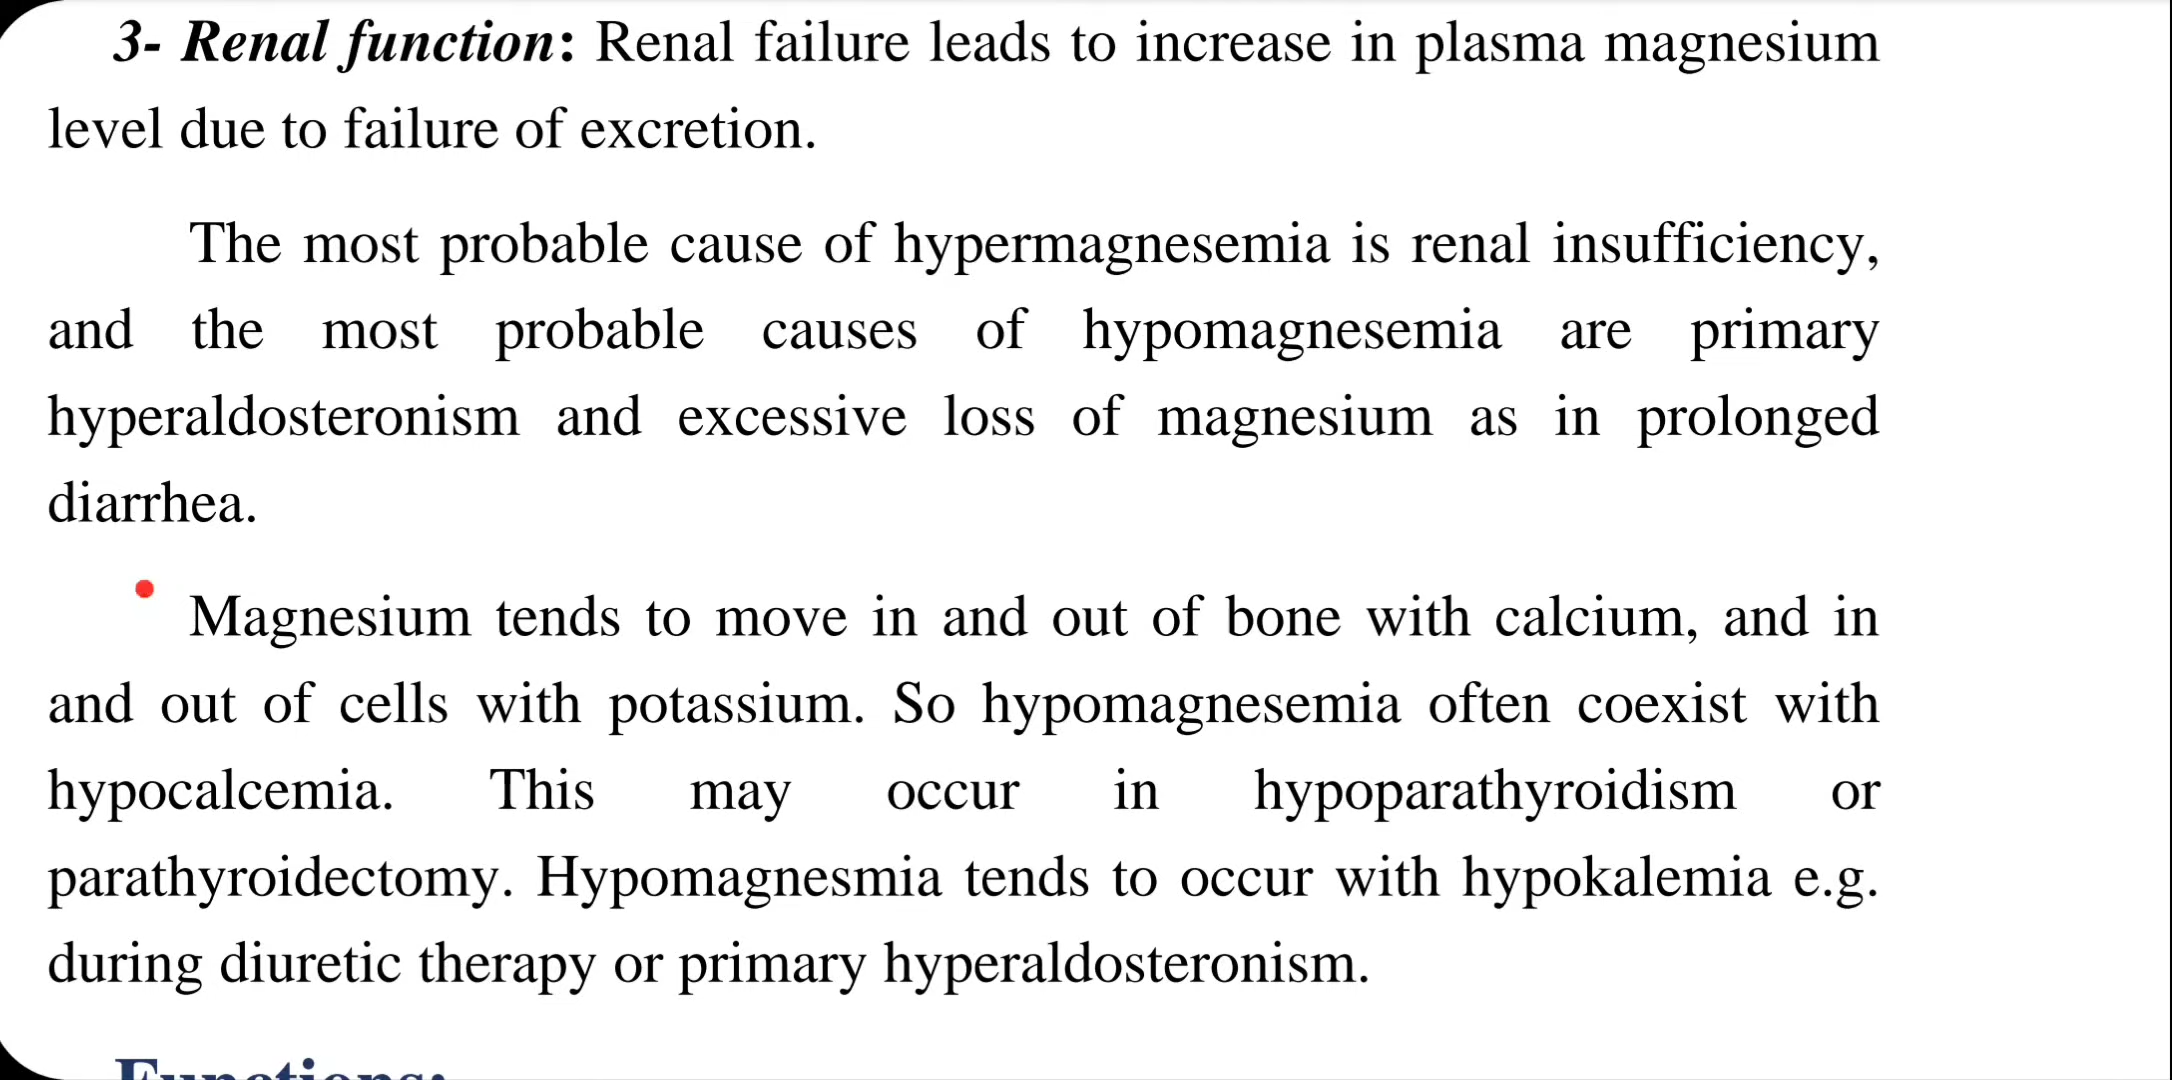 3- Renal function: Renal failure leads to increase in plasma magnesium
level due to failure of excretion.
The most probable cause of hypermagnesemia is renal insufficiency,
and the most probable causes of hypomagnesemia are primary
hyperaldosteronism and excessive loss of magnesium as in prolonged
diarrhea.
Magnesium tends to move in and out of bone with calcium, and in
and out of cells with potassium. So hypomagnesemia often coexist with
hypocalcemia. This may occur in hypoparathyroidism or
parathyroidectomy. Hypomagnesmia tends to occur with hypokalemia e.g.
during diuretic therapy or primary hyperaldosteronism.
Functions: